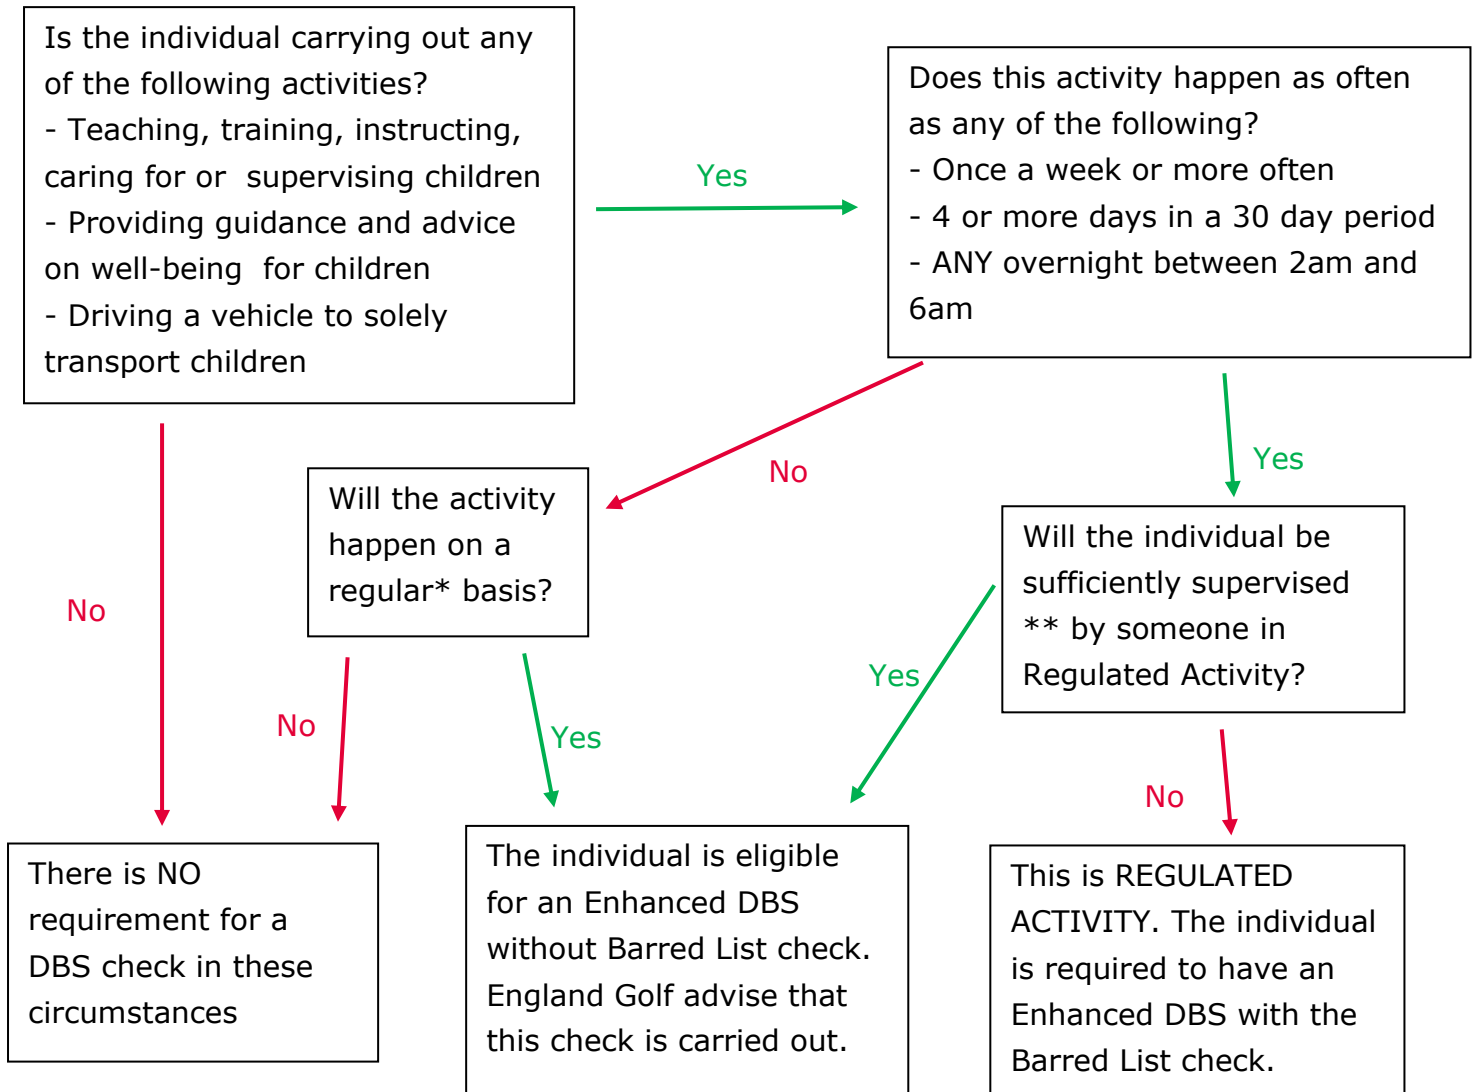 Is the individual carrying out any
of the following activities?
- Teaching, training, instructing,
caring for or  supervising children
- Providing guidance and advice
on well-being  for children
- Driving a vehicle to solely
transport children
Yes
Does this activity happen as often
as any of the following?
- Once a week or more often
- 4 or more days in a 30 day period
- ANY overnight between 2am and
6am
No
No
Yes
Will the activity
happen on a
regular* basis?
Will the individual be
sufficiently supervised
** by someone in
Regulated Activity?
No
Yes
Yes
No
There is NO
requirement for a
DBS check in these
circumstances
The individual is eligible
for an Enhanced DBS
without Barred List check.
England Golf advise that
this check is carried out.
This is REGULATED
ACTIVITY. The individual
is required to have an
Enhanced DBS with the
Barred List check.